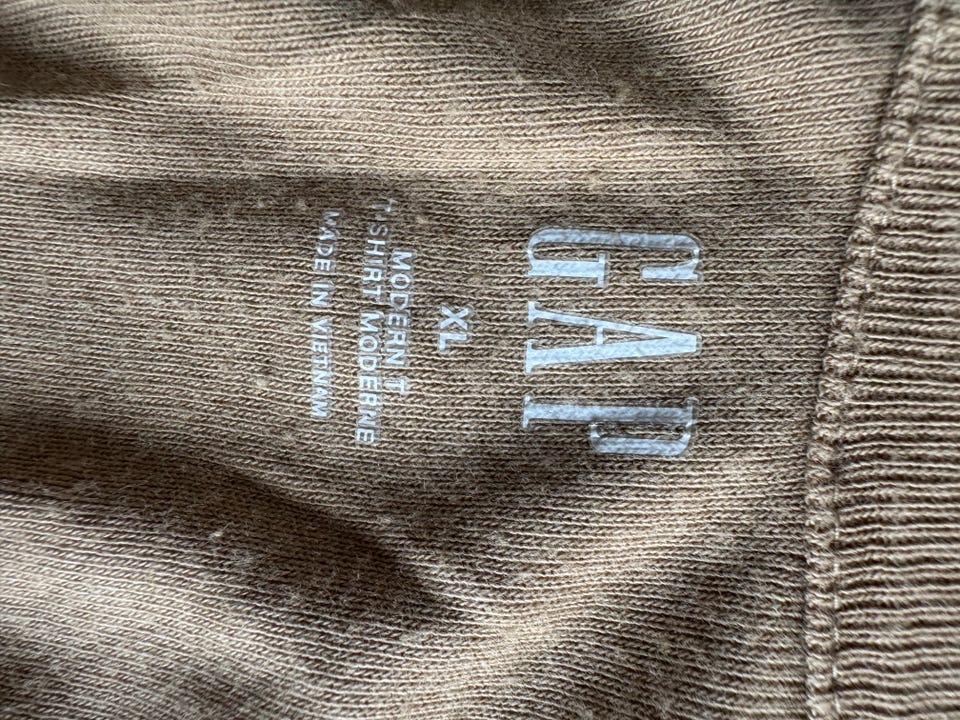 GAP
XL
MODERN T
T-SHIRT MODERNE
MADE IN VIETNAM